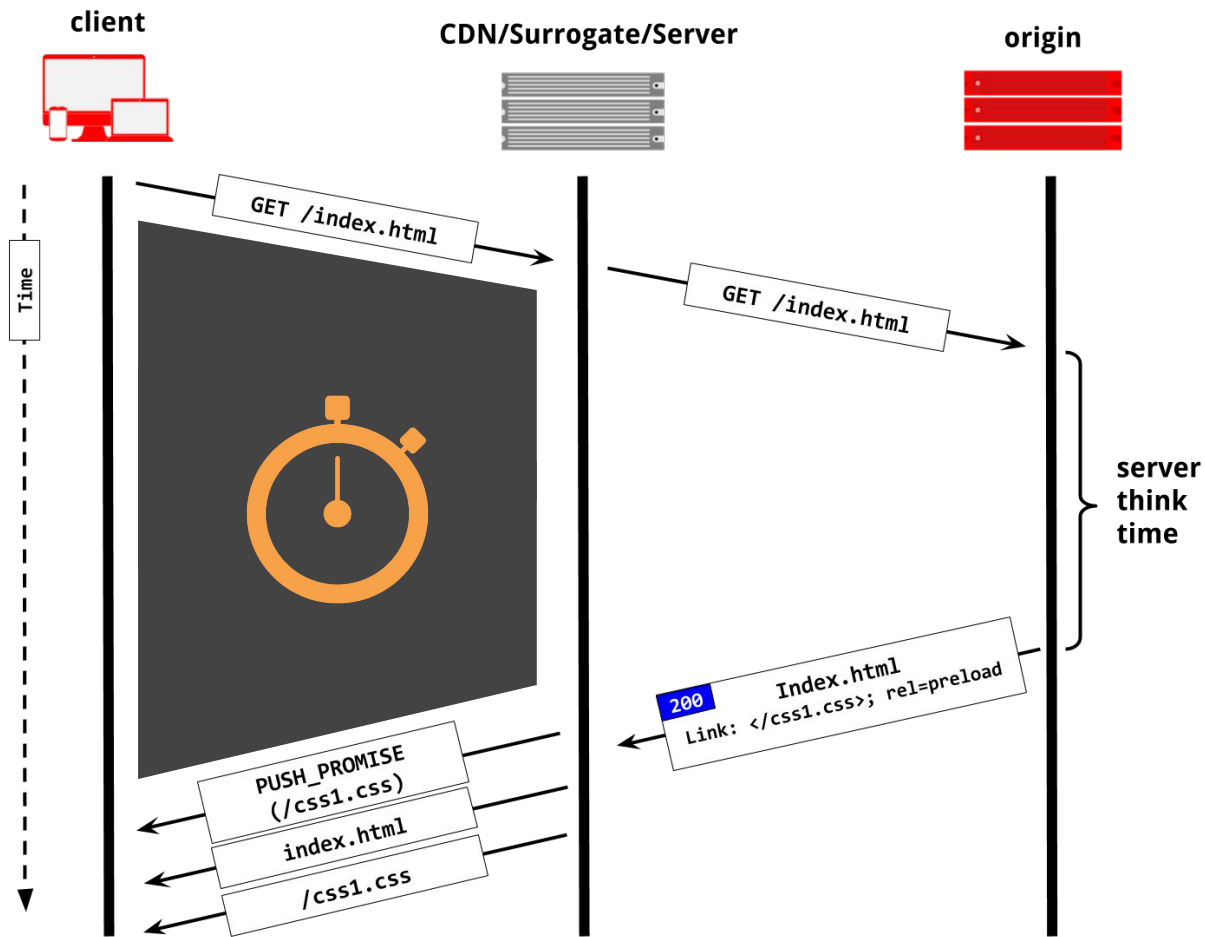 client
CDN/Surrogate/Server
origin
GET /index.html
Time
GET /index.html
server
think
time
200
Index.html
Link: </css1.css>; rel=preload
PUSH_PROMISE
(/css1.css)
index.html
/css1.css